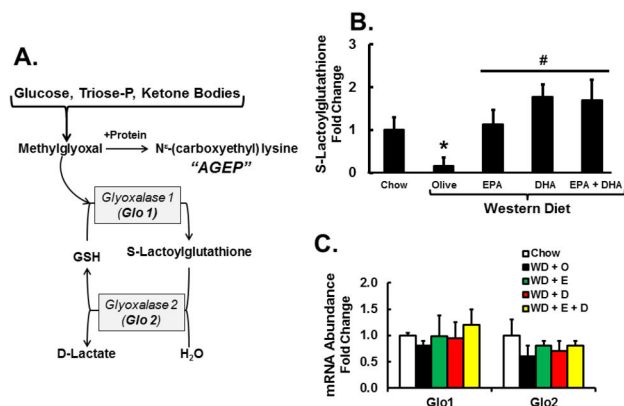 A.
Glucose, Triose-P, Ketone Bodies
Methylglyoxal
+Protein
Nᵋ-(carboxyethyl) lysine
"AGEP"
Glyoxalase 1
(Glo 1)
GSH
S-Lactoylglutathione
Glyoxalase 2
(Glo 2)
D-Lactate
H₂O
B.
S-Lactoylglutathione
Fold Change
3
2
1
0
*
#
Chow
Olive
EPA
DHA
EPA + DHA
Western Diet
C.
mRNA Abundance
Fold Change
2.0
1.5
1.0
0.5
0.0
Chow
WD + O
WD + E
WD + D
WD + E + D
Glo1
Glo2